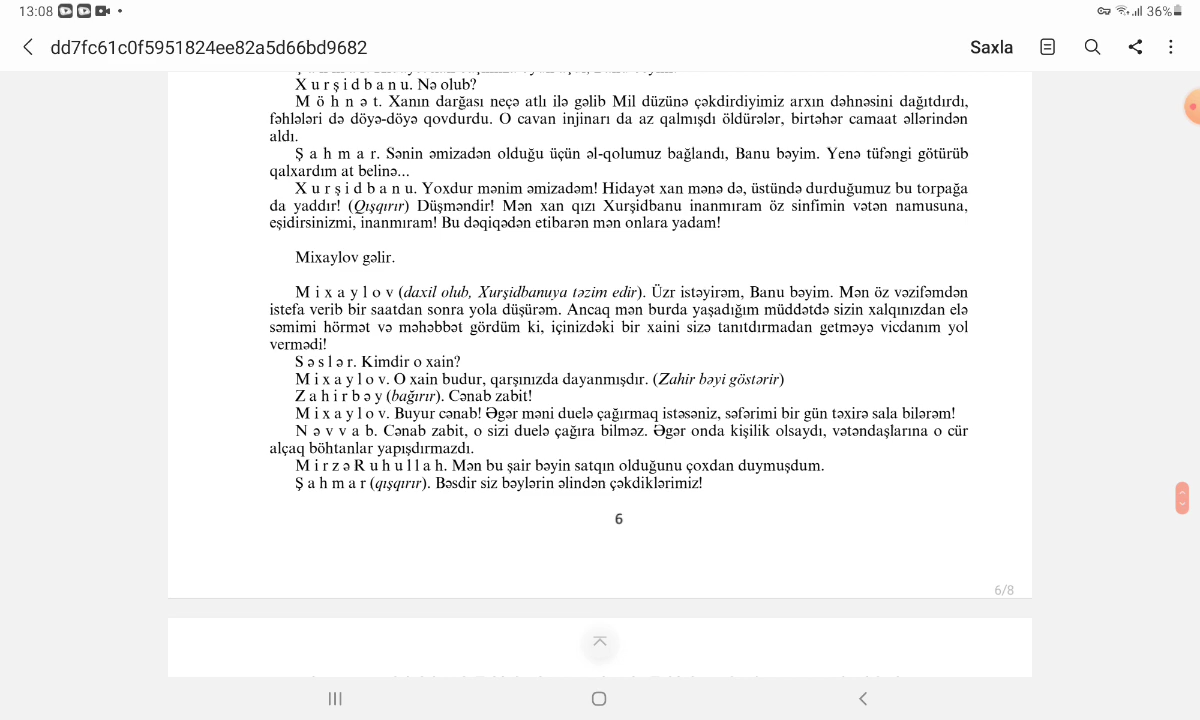 13:08
36%
dd7fc61c0f5951824ee82a5d66bd9682
Saxla
X u r ş i d b a n u. Nə olub?
M ö h n ə t. Xanın darğası neçə atlı ilə gəlib Mil düzünə çəkdirdiyimiz arxın dəhnəsini dağıtdırdı,
fəhlələri də döyə-döyə qovdurdu. O cavan injinarı da az qalmışdı öldürələr, birtəhər camaat əllərindən
aldı.
Ş a h m a r. Sənin əmizadən olduğu üçün əl-qolumuz bağlandı, Banu bəyim. Yenə tüfəngi götürüb
qalxardım at belinə...
X u r ş i d b a n u. Yoxdur mənim əmizadəm! Hidayət xan mənə də, üstündə durduğumuz bu torpağa
da yaddır! (Qışqırır) Düşməndir! Mən xan qızı Xurşidbanu inanmıram öz sinfimin vətən namusuna,
eşidirsinizmi, inanmıram! Bu dəqiqədən etibarən mən onlara yadam!
Mixaylov gəlir.
M i x a y l o v (daxil olub, Xurşidbanuya təzim edir). Üzr istəyirəm, Banu bəyim. Mən öz vəzifəmdən
istefa verib bir saatdan sonra yola düşürəm. Ancaq mən burda yaşadığım müddətdə sizin xalqınızdan elə
səmimi hörmət və məhəbbət gördüm ki, içinizdəki bir xaini sizə tanıtdırmadan getməyə vicdanım yol
vermədi!
S ə s l ə r. Kimdir o xain?
M i x a y l o v. O xain budur, qarşınızda dayanmışdır. (Zahir bəyi göstərir)
Z a h i r b ə y (bağırır). Cənab zabit!
M i x a y l o v. Buyur cənab! Əgər məni duelə çağırmaq istəsəniz, səfərimi bir gün təxirə sala bilərəm!
N ə v v a b. Cənab zabit, o sizi duelə çağıra bilməz. Əgər onda kişilik olsaydı, vətəndaşlarına o cür
alçaq böhtanlar yapışdırmazdı.
M i r z ə R u h u l l a h. Mən bu şair bəyin satqın olduğunu çoxdan duymuşdum.
Ş a h m a r (qışqırır). Bəsdir siz bəylərin əlindən çəkdiklərimiz!
6
6/8